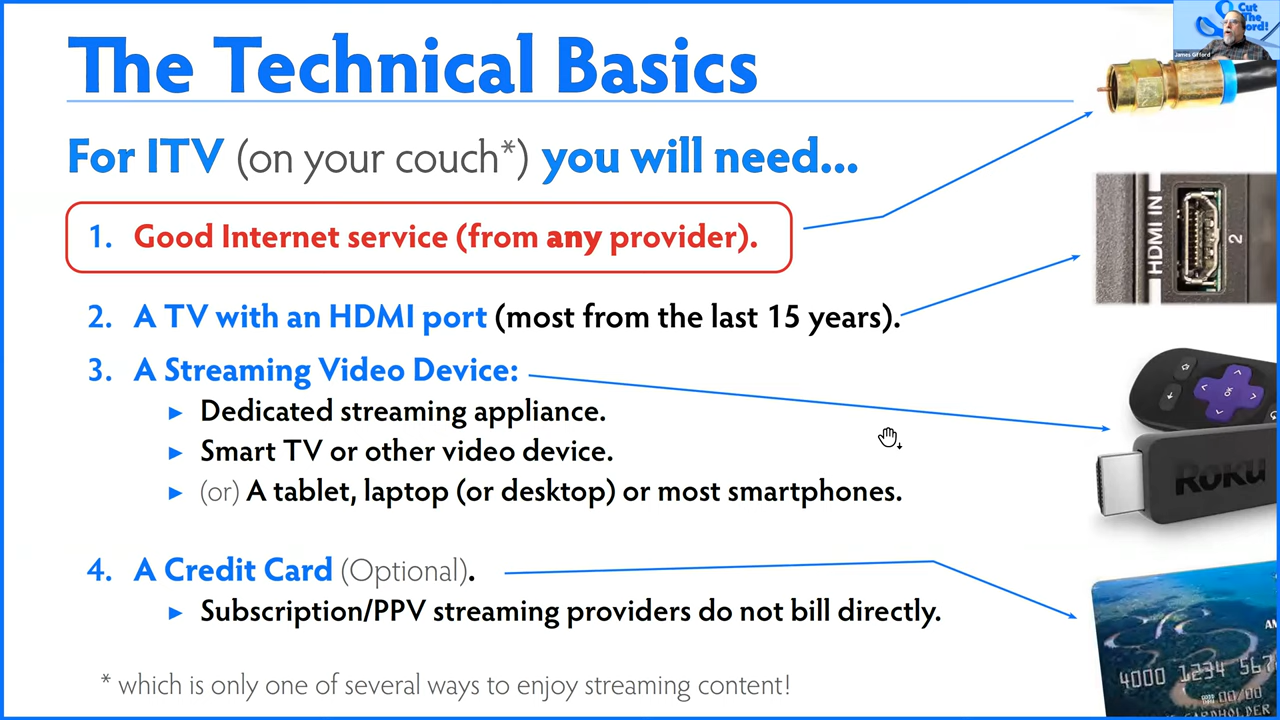 The Technical Basics
Cut
The
Cord!
James Gifford
For ITV (on your couch*) you will need...
1. Good Internet service (from any provider).
HDMI IN
2
2. A TV with an HDMI port (most from the last 15 years).
3. A Streaming Video Device:
► Dedicated streaming appliance.
► Smart TV or other video device.
► (or) A tablet, laptop (or desktop) or most smartphones.
OK
Roku
4. A Credit Card (Optional).
► Subscription/PPV streaming providers do not bill directly.
4000 1234 567
00/00
CARDHOLDER
* which is only one of several ways to enjoy streaming content!